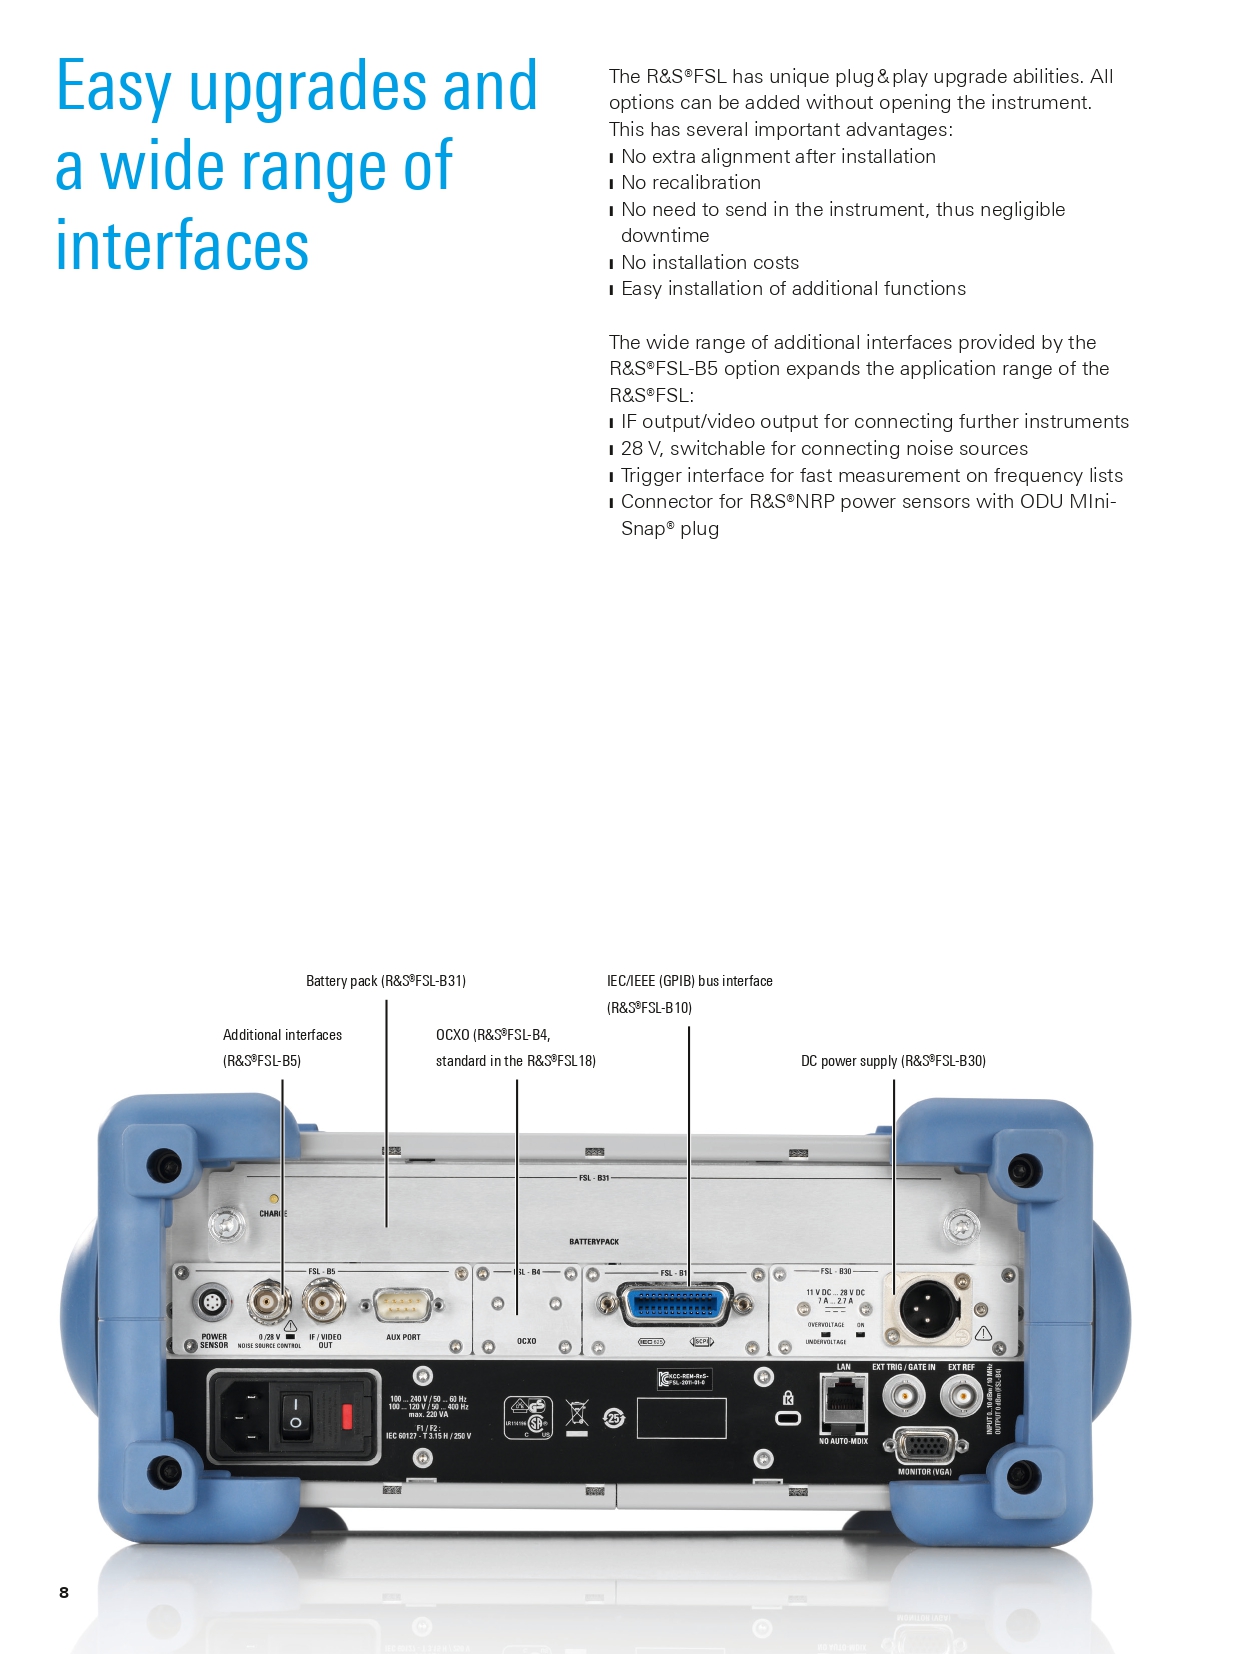 Easy upgrades and
a wide range of
interfaces
The R&S®FSL has unique plug & play upgrade abilities. All
options can be added without opening the instrument.
This has several important advantages:
❙ No extra alignment after installation
❙ No recalibration
❙ No need to send in the instrument, thus negligible
downtime
❙ No installation costs
❙ Easy installation of additional functions
The wide range of additional interfaces provided by the
R&S®FSL-B5 option expands the application range of the
R&S®FSL:
❙ IF output/video output for connecting further instruments
❙ 28 V, switchable for connecting noise sources
❙ Trigger interface for fast measurement on frequency lists
❙ Connector for R&S®NRP power sensors with ODU MIni-
Snap® plug
Battery pack (R&S®FSL-B31)
IEC/IEEE (GPIB) bus interface
(R&S®FSL-B10)
Additional interfaces
(R&S®FSL-B5)
OCXO (R&S®FSL-B4,
standard in the R&S®FSL18)
DC power supply (R&S®FSL-B30)
FSL - B31
CHARGE
BATTERYPACK
FSL - B5
FSL - B4
FSL - B1
FSL - B30
11 V DC ... 28 V DC
7 A ... 2.7 A
OVERVOLTAGE ON
UNDERVOLTAGE
POWER
SENSOR
0 /28 V
NOISE SOURCE CONTROL
IF / VIDEO
OUT
AUX PORT
OCXO
IEC 625
SCPI
LAN
EXT TRIG / GATE IN
EXT REF
INPUT 0...10 dBm / 10 MHz
OUTPUT 0 dBm (FSL-B4)
KCC-REM-RnS-
FSL-2011-01-0
100 ... 240 V / 50 ... 60 Hz
100 ... 120 V / 50 ... 400 Hz
max. 220 VA
F1 / F2 :
IEC 60127 - T 3.15 H / 250 V
LR114196
C US
25
K
NO AUTO-MDIX
MONITOR (VGA)
8